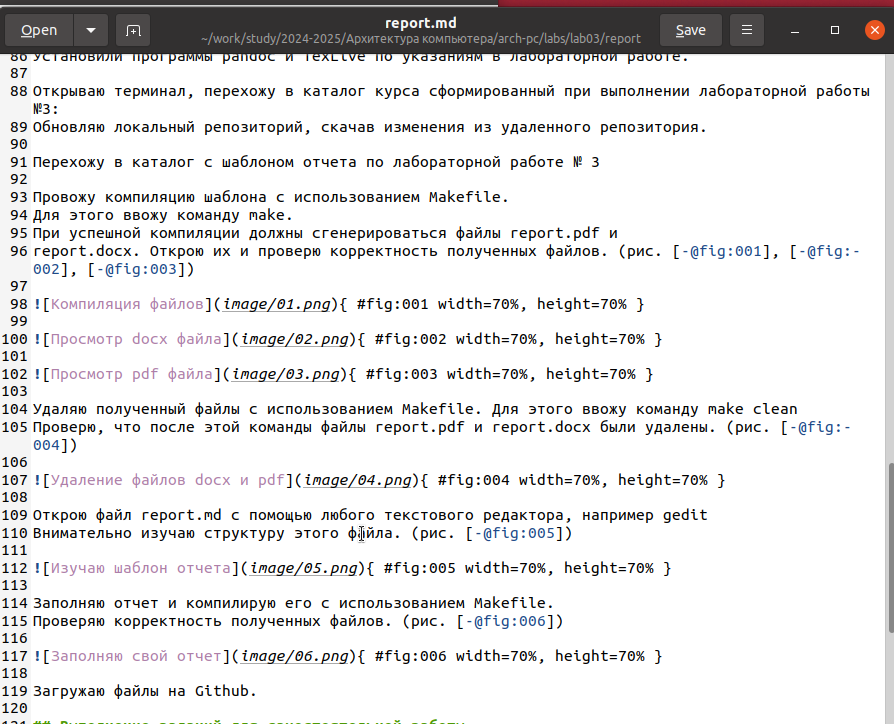 Open
report.md
~/work/study/2024-2025/Архитектура компьютера/arch-pc/labs/lab03/report
Save
86 Установили программы pandoc и TexLive по указаниям в лабораторной работе.
87
88 Открываю терминал, перехожу в каталог курса сформированный при выполнении лабораторной работы
№3:
89 Обновляю локальный репозиторий, скачав изменения из удаленного репозитория.
90
91 Перехожу в каталог с шаблоном отчета по лабораторной работе № 3
92
93 Провожу компиляцию шаблона с использованием Makefile.
94 Для этого ввожу команду make.
95 При успешной компиляции должны сгенерироваться файлы report.pdf и
96 report.docx. Открою их и проверю корректность полученных файлов. (рис. [-@fig:001], [-@fig:-
002], [-@fig:003])
97
98 ![Компиляция файлов](image/01.png){ #fig:001 width=70%, height=70% }
99
100 ![Просмотр docx файла](image/02.png){ #fig:002 width=70%, height=70% }
101
102 ![Просмотр pdf файла](image/03.png){ #fig:003 width=70%, height=70% }
103
104 Удаляю полученный файлы с использованием Makefile. Для этого ввожу команду make clean
105 Проверю, что после этой команды файлы report.pdf и report.docx были удалены. (рис. [-@fig:-
004])
106
107 ![Удаление файлов docx и pdf](image/04.png){ #fig:004 width=70%, height=70% }
108
109 Открою файл report.md с помощью любого текстового редактора, например gedit
110 Внимательно изучаю структуру этого файла. (рис. [-@fig:005])
111
112 ![Изучаю шаблон отчета](image/05.png){ #fig:005 width=70%, height=70% }
113
114 Заполняю отчет и компилирую его с использованием Makefile.
115 Проверяю корректность полученных файлов. (рис. [-@fig:006])
116
117 ![Заполняю свой отчет](image/06.png){ #fig:006 width=70%, height=70% }
118
119 Загружаю файлы на Github.
120
121 ## Выполнение заданий для самостоятельной работы